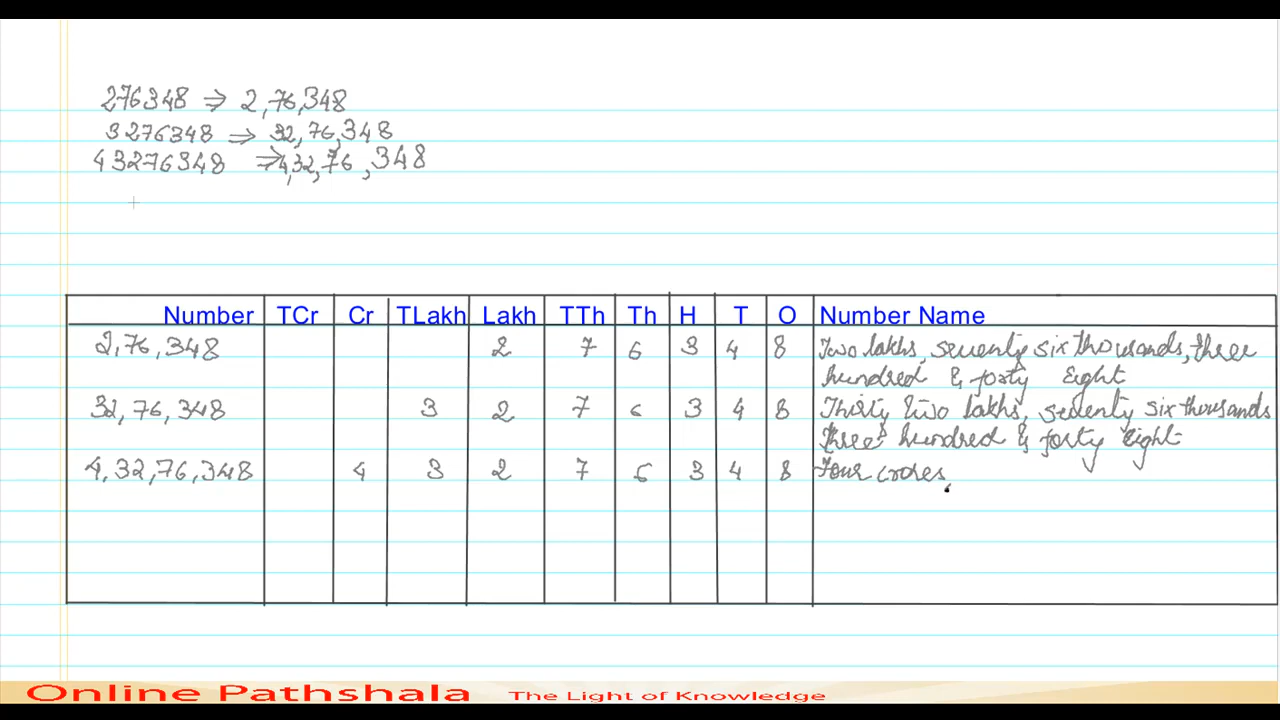 276348 ⇒ 2,76,348
3276348 ⇒ 32,76,348
43276348 ⇒ 4,32,76,348
Number TCr Cr TLakh Lakh TTh Th H T O Number Name
2,76,348 2 7 6 3 4 8 Two lakhs, seventy six thousands, three
hundred & forty Eight
32,76,348 3 2 7 6 3 4 8 Thirty two lakhs, seventy six thousands
three hundred & forty eight
4,32,76,348 4 3 2 7 6 3 4 8 Four crores,
Online Pathshala The Light of Knowledge